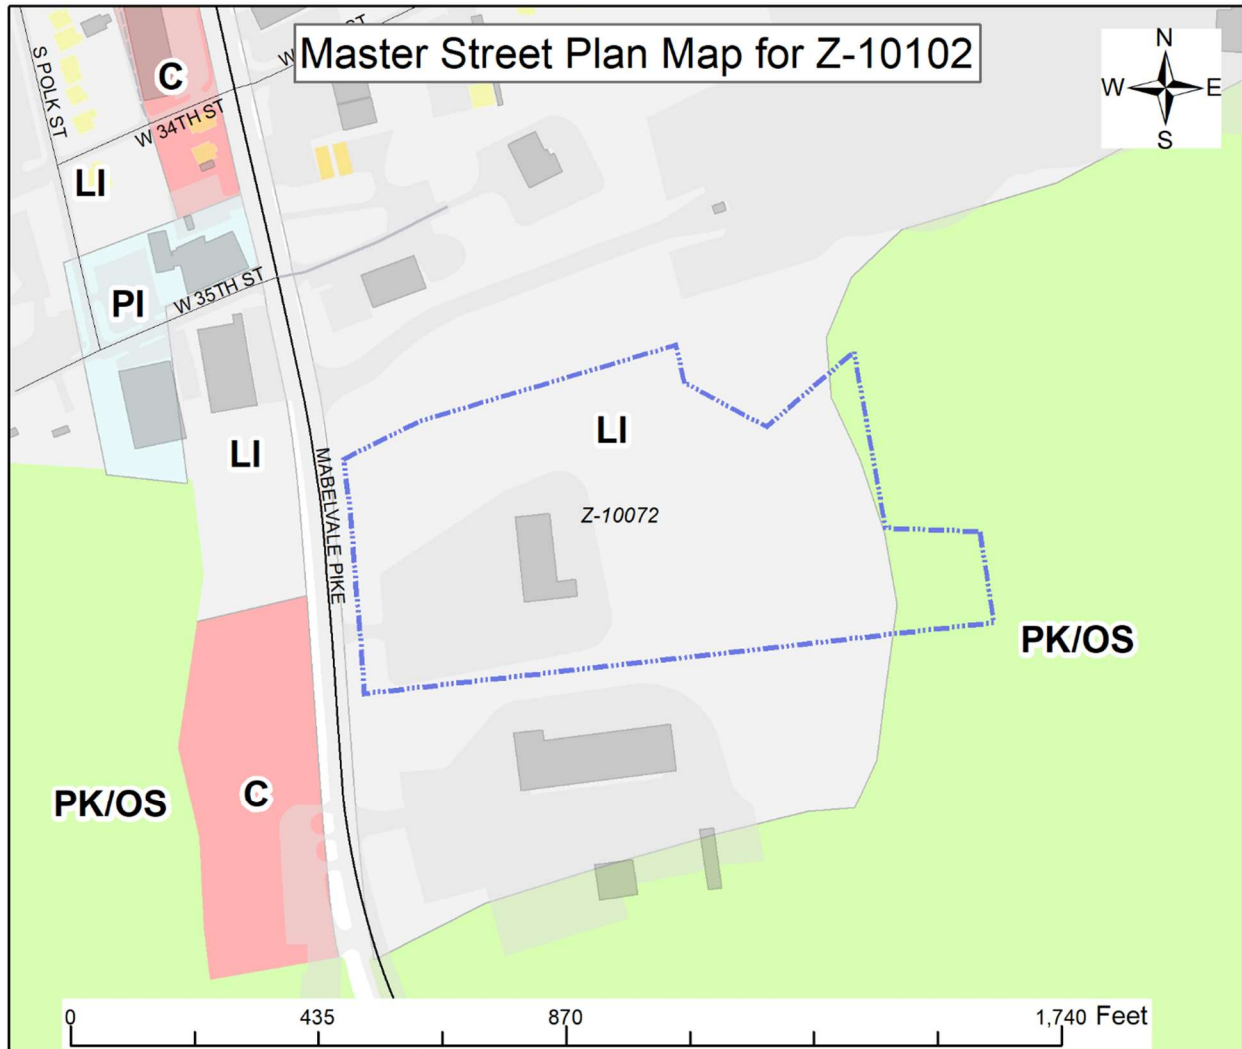 Master Street Plan Map for Z-10102
N
W E
S
S POLK ST
C
W
ST
W 34TH ST
LI
PI
W 35TH ST
LI
LI
MABELVALE PIKE
Z-10072
PK/OS
PK/OS
C
0 435 870 1,740 Feet